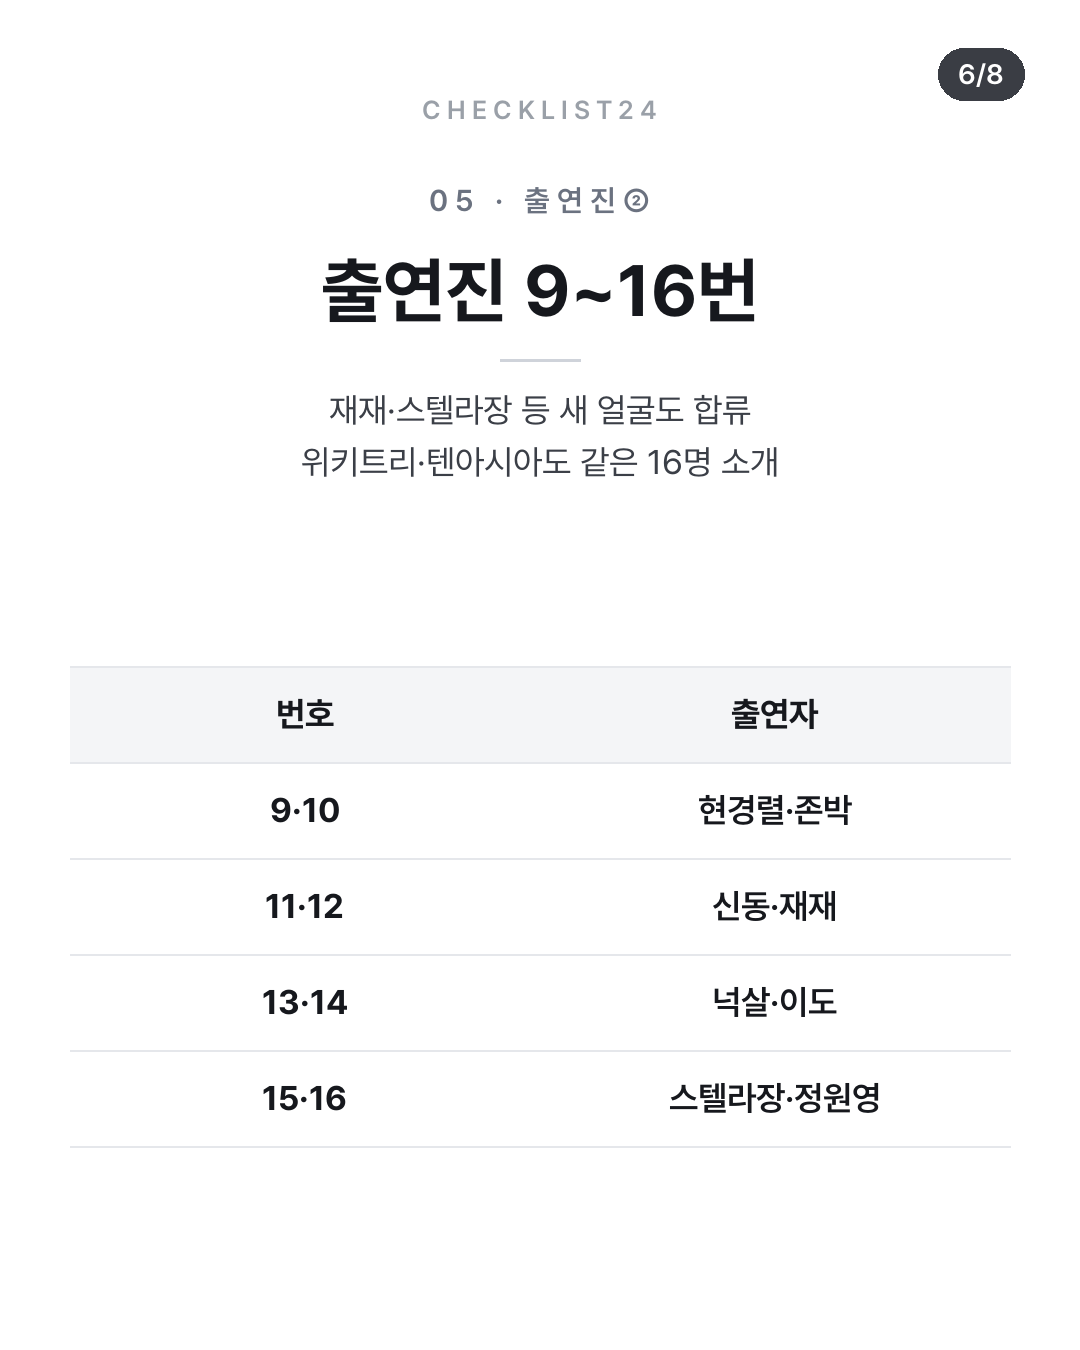 6/8
CHECKLIST24
05 · 출연진②
출연진 9~16번
재재·스텔라장 등 새 얼굴도 합류
위키트리·텐아시아도 같은 16명 소개
번호 출연자
9·10 현경렬·존박
11·12 신동·재재
13·14 넉살·이도
15·16 스텔라장·정원영